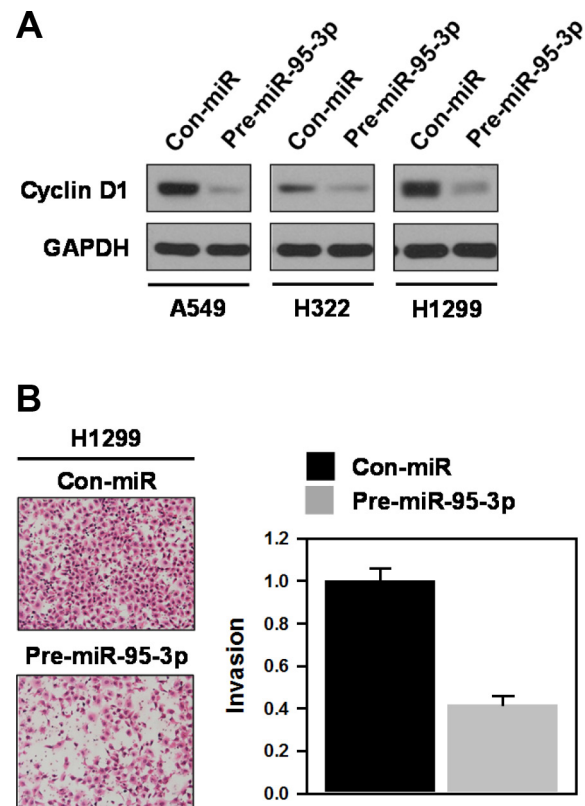 A
Con-miR
Pre-miR-95-3p
Con-miR
Pre-miR-95-3p
Con-miR
Pre-miR-95-3p
Cyclin D1
GAPDH
A549
H322
H1299
B
H1299
Con-miR
Pre-miR-95-3p
Con-miR
Pre-miR-95-3p
Invasion
1.2
1.0
0.8
0.6
0.4
0.2
0.0